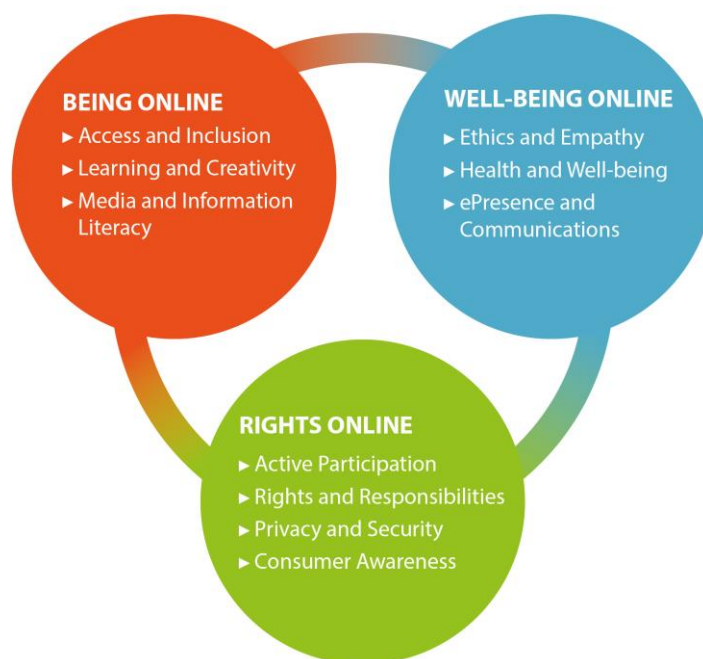 BEING ONLINE
▸ Access and Inclusion
▸ Learning and Creativity
▸ Media and Information
Literacy
WELL-BEING ONLINE
▸ Ethics and Empathy
▸ Health and Well-being
▸ ePresence and
Communications
RIGHTS ONLINE
▸ Active Participation
▸ Rights and Responsibilities
▸ Privacy and Security
▸ Consumer Awareness